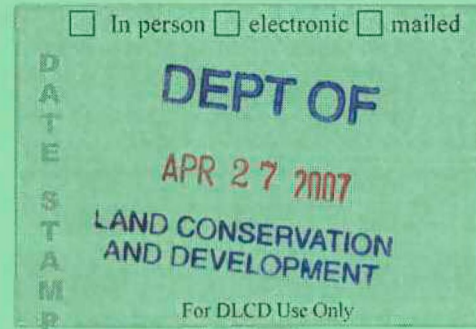 ☐ In person ☐ electronic ☐ mailed
DATE STAMP
DEPT OF
APR 27 2007
LAND CONSERVATION
AND DEVELOPMENT
For DLCD Use Only